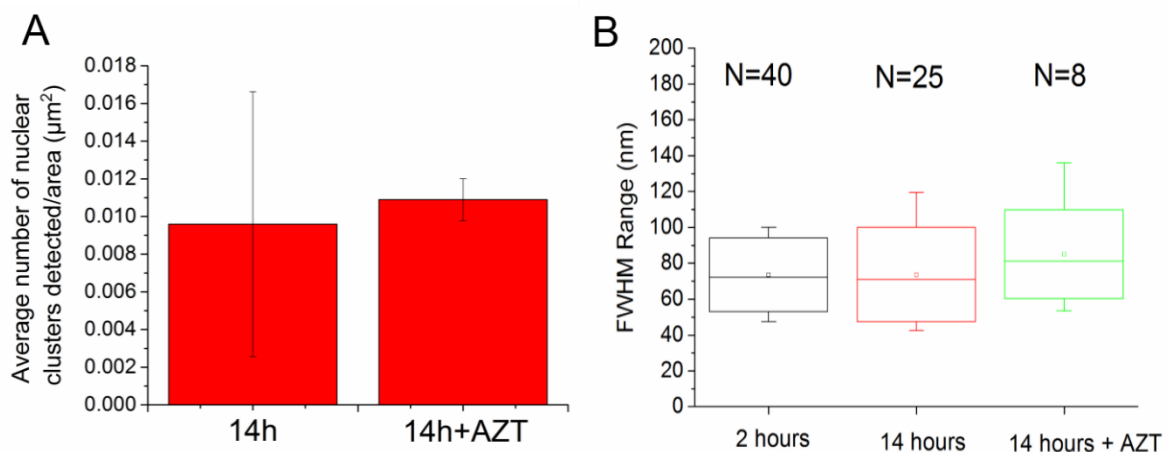 A
Average number of nuclear
clusters detected/area (µm²)
0.018
0.016
0.014
0.012
0.010
0.008
0.006
0.004
0.002
0.000
14h
14h+AZT
B
FWHM Range (nm)
200
180
160
140
120
100
80
60
40
20
0
N=40
N=25
N=8
2 hours
14 hours
14 hours + AZT